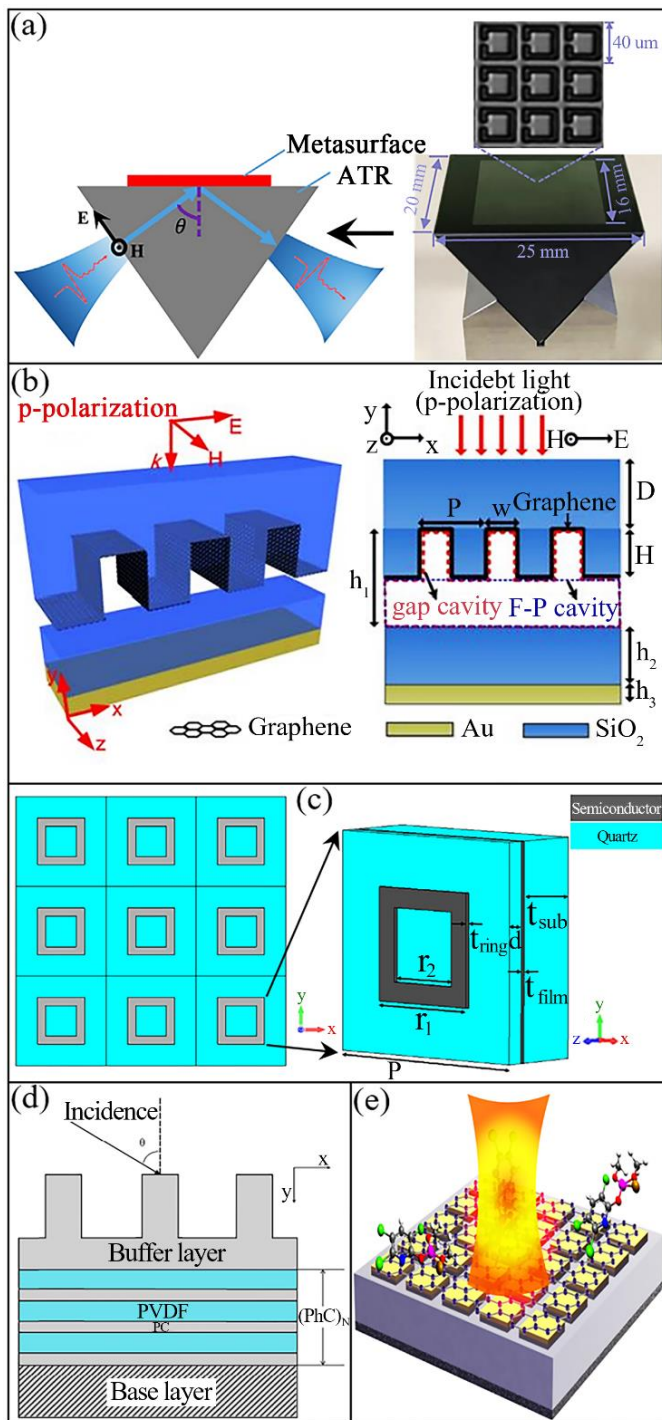 (a)
40 um
Metasurface
ATR
E
H
θ
20 mm
16 mm
25 mm
(b)
p-polarization
E
H
k
y
x
z
Incidebt light
(p-polarization)
y
z
x
H
E
D
P
w
Graphene
H
h1
gap cavity
F-P cavity
h2
h3
Graphene
Au
SiO2
(c)
Semiconductor
Quartz
tsub
tring
d
r2
tfilm
r1
P
y
x
y
z
x
(d)
Incidence
θ
x
y
Buffer layer
PVDF
PC
(PhC)N
Base layer
(e)